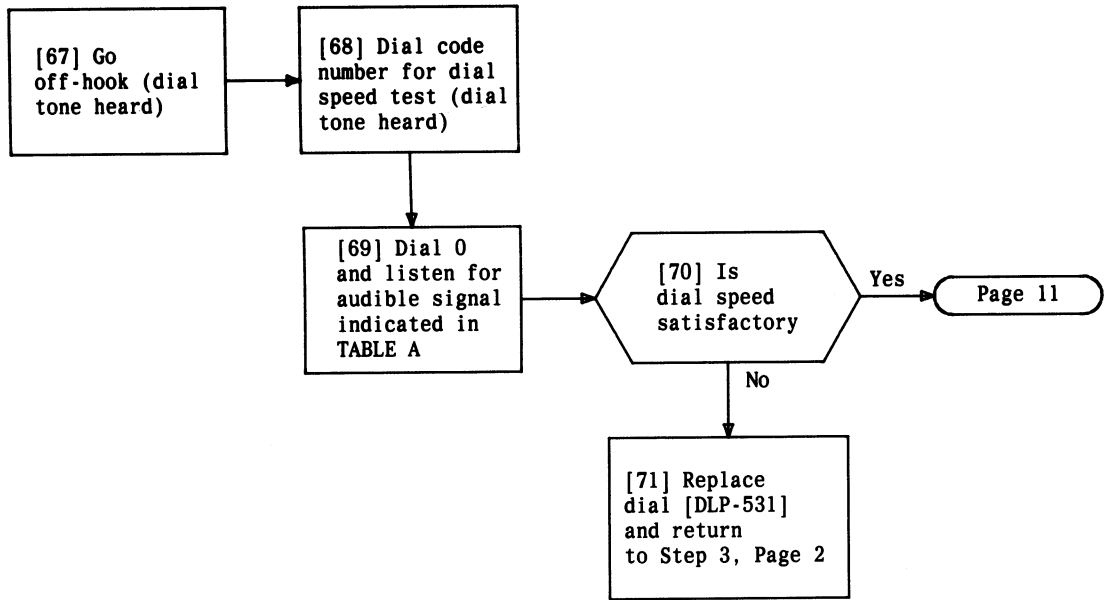 [67] Go
off-hook (dial
tone heard)
[68] Dial code
number for dial
speed test (dial
tone heard)
[69] Dial 0
and listen for
audible signal
indicated in
TABLE A
[70] Is
dial speed
satisfactory
Yes
Page 11
No
[71] Replace
dial [DLP-531]
and return
to Step 3, Page 2